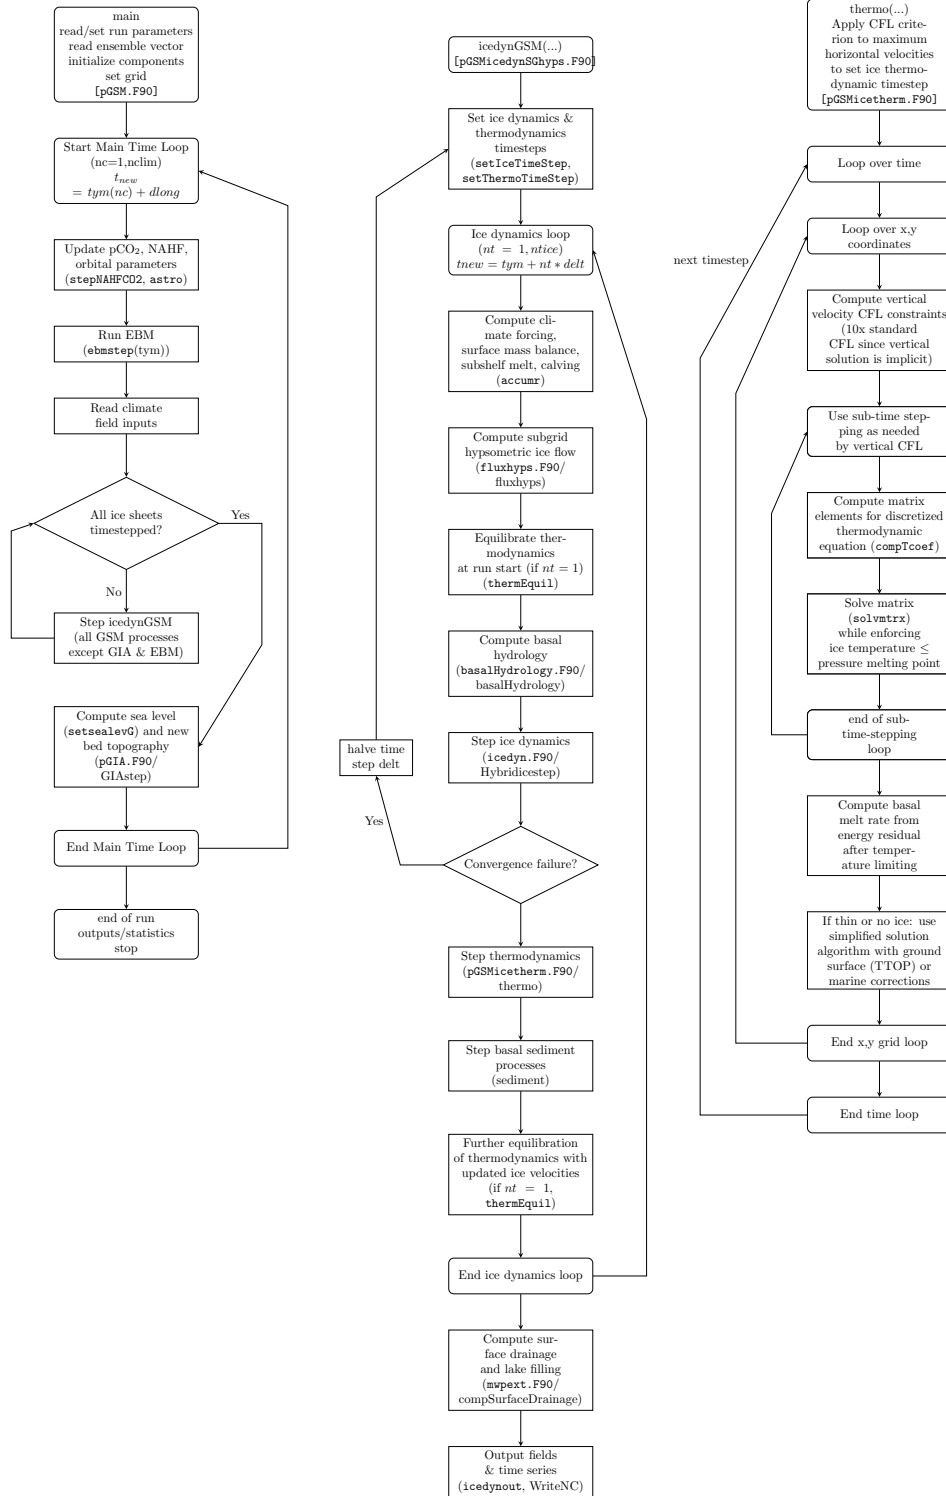 main
read/set run parameters
read ensemble vector
initialize components
set grid
[pGSM.F90]
Start Main Time Loop
(nc=1,nclim)
t_new
= tym(nc) + dlong
Update pCO₂, NAHF,
orbital parameters
(stepNAHFCO2, astro)
Run EBM
(ebmstep(tym))
Read climate
field inputs
All ice sheets
timestepped?
Yes
No
Step icedynGSM
(all GSM processes
except GIA & EBM)
Compute sea level
(setsealevG) and new
bed topography
(pGIA.F90/
GIAstep)
End Main Time Loop
end of run
outputs/statistics
stop
icedynGSM(...)
[pGSMicedynSGhyps.F90]
Set ice dynamics &
thermodynamics
timesteps
(setIceTimeStep,
setThermoTimeStep)
Ice dynamics loop
(nt = 1, ntice)
tnew = tym + nt * delt
Compute cli-
mate forcing,
surface mass balance,
subshelf melt, calving
(accumr)
Compute subgrid
hypsometric ice flow
(fluxhyps.F90/
fluxhyps)
Equilibrate ther-
modynamics
at run start (if nt = 1)
(thermEquil)
Compute basal
hydrology
(basalHydrology.F90/
basalHydrology)
halve time
step delt
Step ice dynamics
(icedyn.F90/
Hybridicestep)
Yes
Convergence failure?
Step thermodynamics
(pGSMicetherm.F90/
thermo)
Step basal sediment
processes
(sediment)
Further equilibration
of thermodynamics with
updated ice velocities
(if nt = 1,
thermEquil)
End ice dynamics loop
Compute sur-
face drainage
and lake filling
(mwpext.F90/
compSurfaceDrainage)
Output fields
& time series
(icedynout, WriteNC)
thermo(...)
Apply CFL crite-
rion to maximum
horizontal velocities
to set ice thermo-
dynamic timestep
[pGSMicetherm.F90]
Loop over time
Loop over x,y
coordinates
next timestep
Compute vertical
velocity CFL constraints
(10x standard
CFL since vertical
solution is implicit)
Use sub-time step-
ping as needed
by vertical CFL
Compute matrix
elements for discretized
thermodynamic
equation (compTcoef)
Solve matrix
(solvmtrx)
while enforcing
ice temperature ≤
pressure melting point
end of sub-
time-stepping
loop
Compute basal
melt rate from
energy residual
after temper-
ature limiting
If thin or no ice: use
simplified solution
algorithm with ground
surface (TTOP) or
marine corrections
End x,y grid loop
End time loop